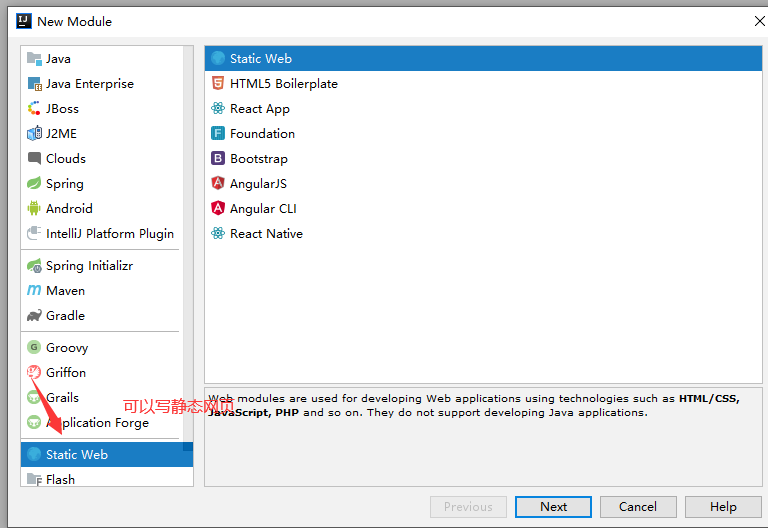 New Module
Java
Java Enterprise
JBoss
J2ME
Clouds
Spring
Android
IntelliJ Platform Plugin
Spring Initializr
Maven
Gradle
Groovy
Griffon
Grails
Application Forge
Static Web
Flash
可以写静态网页
Static Web
HTML5 Boilerplate
React App
Foundation
Bootstrap
AngularJS
Angular CLI
React Native
Web modules are used for developing Web applications using technologies such as HTML/CSS,
JavaScript, PHP and so on. They do not support developing Java applications.
Previous
Next
Cancel
Help